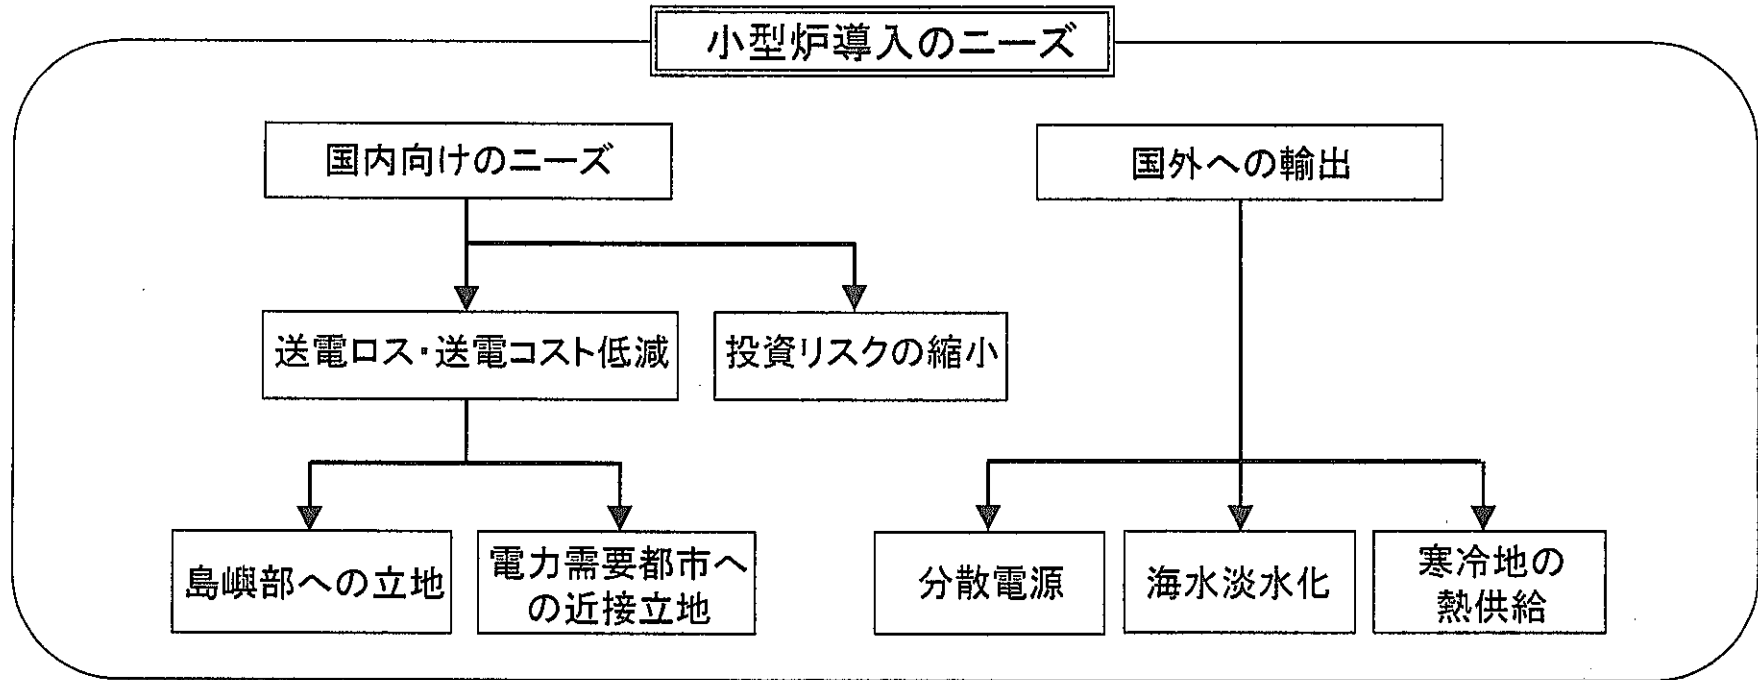 小型炉導入のニーズ
国内向けのニーズ
国外への輸出
送電ロス・送電コスト低減
投資リスクの縮小
島嶼部への立地
電力需要都市へ
の近接立地
分散電源
海水淡水化
寒冷地の
熱供給